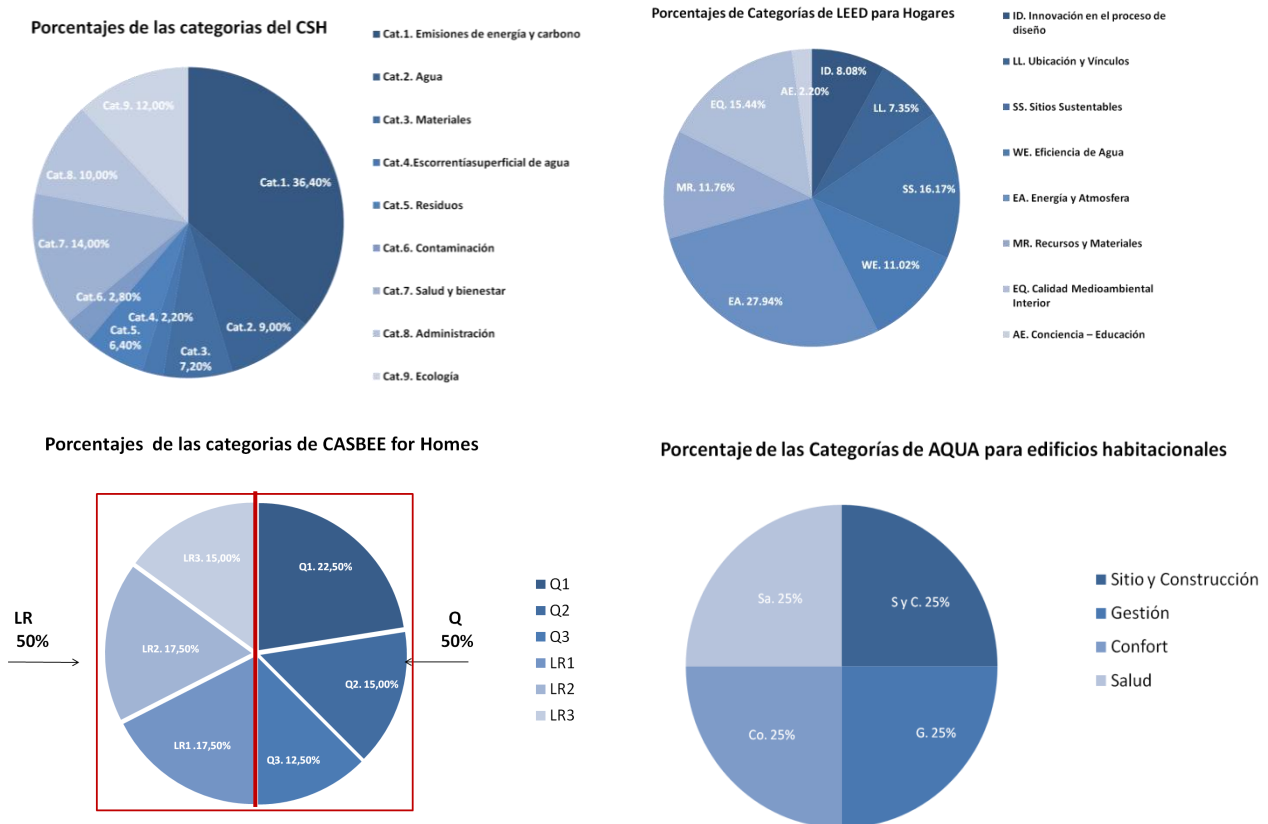 Porcentajes de las categorias del CSH
Cat.9. 12,00%
Cat.8. 10,00%
Cat.1. 36,40%
Cat.7. 14,00%
Cat.6. 2,80%
Cat.4. 2,20%
Cat.5.
6,40%
Cat.2. 9,00%
Cat.3.
7,20%
Cat.1. Emisiones de energía y carbono
Cat.2. Agua
Cat.3. Materiales
Cat.4.Escorrentíasuperficial de agua
Cat.5. Residuos
Cat.6. Contaminación
Cat.7. Salud y bienestar
Cat.8. Administración
Cat.9. Ecología
Porcentajes de Categorías de LEED para Hogares
ID. 8.08%
AE. 2.20%
EQ. 15.44%
LL. 7.35%
MR. 11.76%
SS. 16.17%
WE. 11.02%
EA. 27.94%
ID. Innovación en el proceso de
diseño
LL. Ubicación y Vínculos
SS. Sitios Sustentables
WE. Eficiencia de Agua
EA. Energía y Atmosfera
MR. Recursos y Materiales
EQ. Calidad Medioambiental
Interior
AE. Conciencia – Educación
Porcentajes de las categorias de CASBEE for Homes
LR3. 15,00%
Q1. 22,50%
LR
50%
Q
50%
LR2. 17,50%
Q2. 15,00%
LR1 .17,50%
Q3. 12,50%
Q1
Q2
Q3
LR1
LR2
LR3
Porcentaje de las Categorías de AQUA para edificios habitacionales
Sa. 25%
S y C. 25%
Co. 25%
G. 25%
Sitio y Construcción
Gestión
Confort
Salud